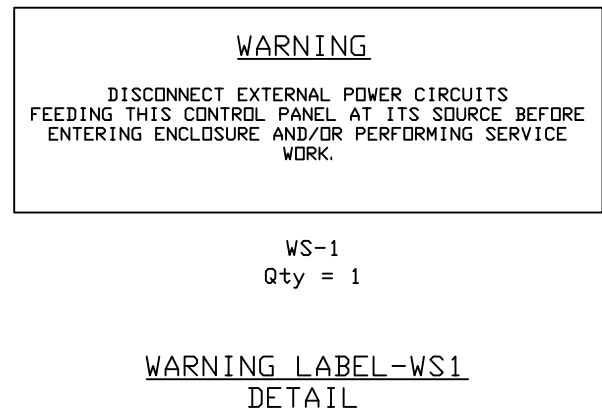 WARNING
DISCONNECT EXTERNAL POWER CIRCUITS
FEEDING THIS CONTROL PANEL AT ITS SOURCE BEFORE
ENTERING ENCLOSURE AND/OR PERFORMING SERVICE
WORK.
WS-1
Qty = 1
WARNING LABEL-WS1
DETAIL